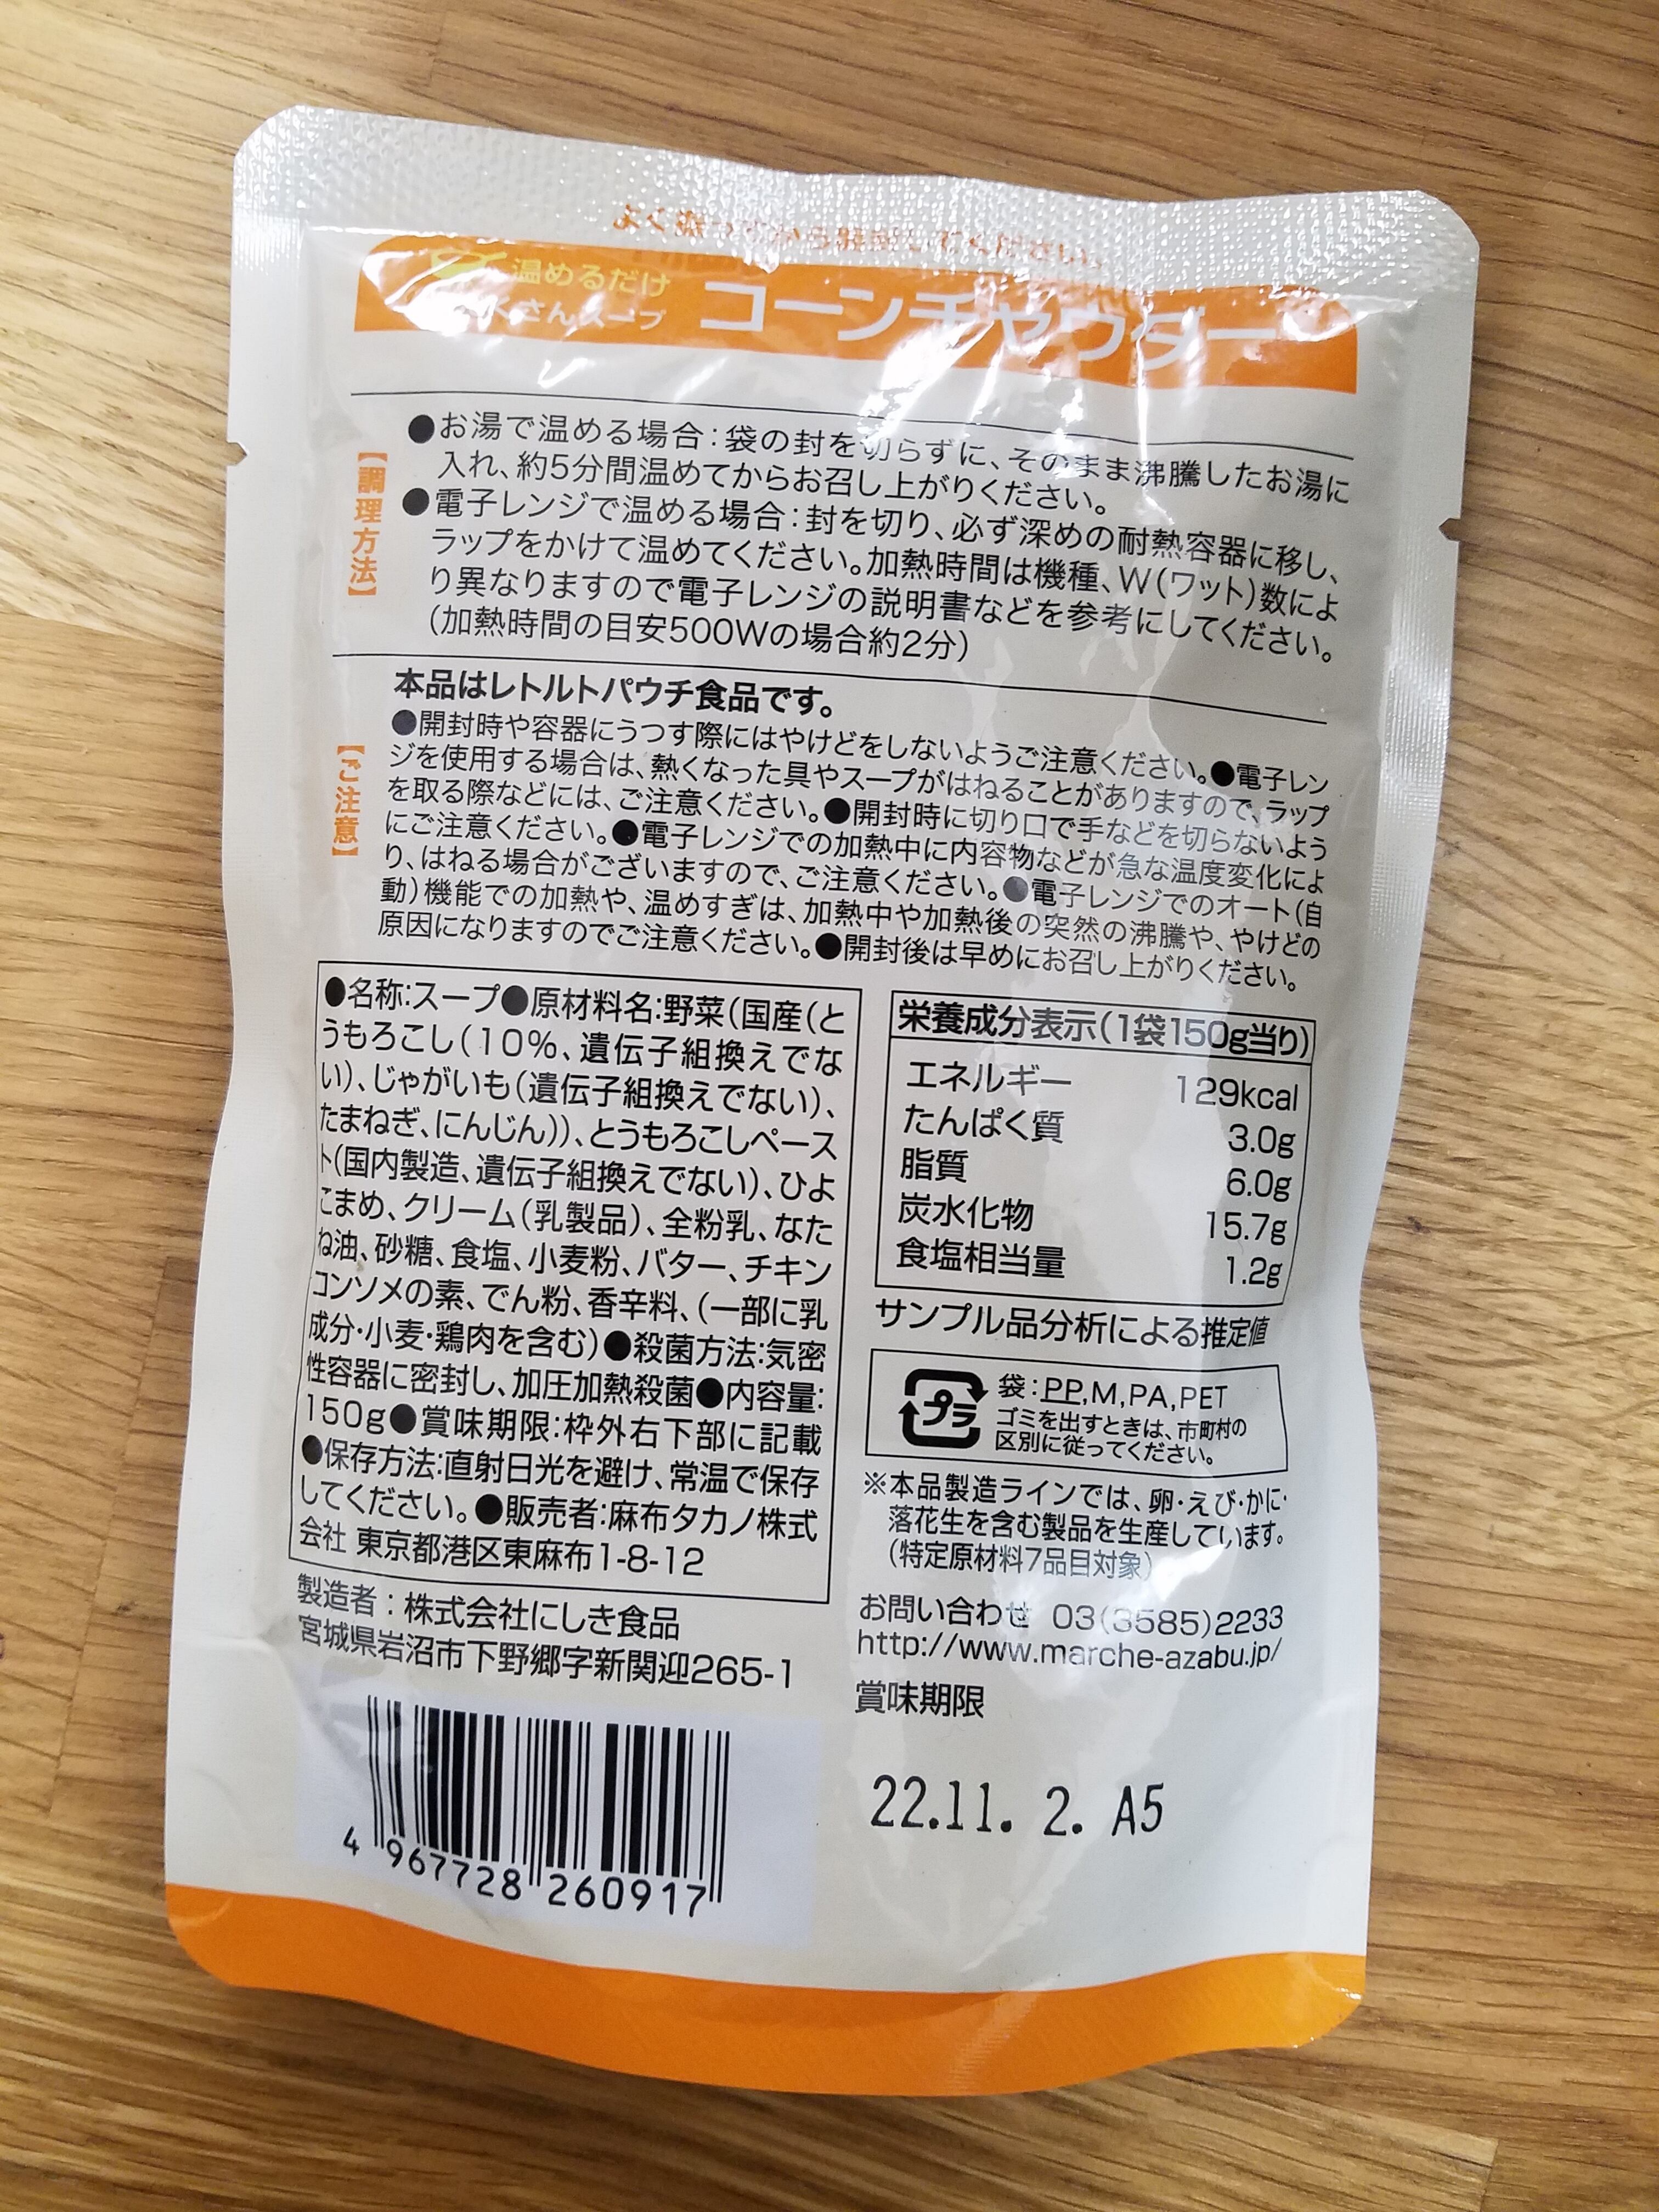 よく振ってから開封してください。
温めるだけ
くさんスープ
コーンチャウダー
【調理方法】
●お湯で温める場合:袋の封を切らずに、そのまま沸騰したお湯に
入れ、約5分間温めてからお召し上がりください。
●電子レンジで温める場合:封を切り、必ず深めの耐熱容器に移し、
ラップをかけて温めてください。加熱時間は機種、W(ワット)数によ
り異なりますので電子レンジの説明書などを参考にしてください。
(加熱時間の目安500Wの場合約2分)
【ご注意】
本品はレトルトパウチ食品です。
●開封時や容器にうつす際にはやけどをしないようご注意ください。●電子レン
ジを使用する場合は、熱くなった具やスープがはねることがありますので、ラップ
を取る際などには、ご注意ください。●開封時に切り口で手などを切らないよう
にご注意ください。●電子レンジでの加熱中に内容物などが急な温度変化によ
り、はねる場合がございますので、ご注意ください。●電子レンジでのオート(自
動)機能での加熱や、温めすぎは、加熱中や加熱後の突然の沸騰や、やけどの
原因になりますのでご注意ください。●開封後は早めにお召し上がりください。
●名称:スープ●原材料名:野菜(国産(と
うもろこし(10%、遺伝子組換えでな
い)、じゃがいも(遺伝子組換えでない)、
たまねぎ、にんじん))、とうもろこしペース
ト(国内製造、遺伝子組換えでない)、ひよ
こまめ、クリーム(乳製品)、全粉乳、なた
ね油、砂糖、食塩、小麦粉、バター、チキン
コンソメの素、でん粉、香辛料、(一部に乳
成分・小麦・鶏肉を含む)●殺菌方法:気密
性容器に密封し、加圧加熱殺菌●内容量:
150g●賞味期限:枠外右下部に記載
●保存方法:直射日光を避け、常温で保存
してください。●販売者:麻布タカノ株式
会社 東京都港区東麻布1-8-12
製造者:株式会社にしき食品
宮城県岩沼市下野郷字新関迎265-1
4 967728 260917
栄養成分表示(1袋150g当り)
エネルギー 129kcal
たんぱく質 3.0g
脂質 6.0g
炭水化物 15.7g
食塩相当量 1.2g
サンプル品分析による推定値
プラ
袋:PP,M,PA,PET
ゴミを出すときは、市町村の
区別に従ってください。
※本品製造ラインでは、卵・えび・かに・
落花生を含む製品を生産しています。
(特定原材料7品目対象)
お問い合わせ 03(3585)2233
http://www.marche-azabu.jp/
賞味期限
22.11. 2. A5